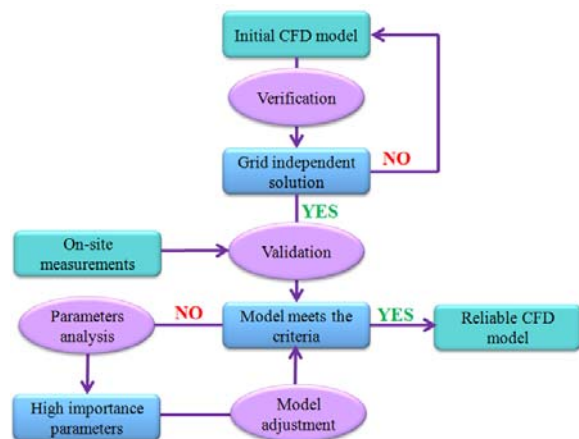 Initial CFD model
Verification
Grid independent
solution
NO
YES
On-site
measurements
Validation
Parameters
analysis
NO
Model meets the
criteria
YES
Reliable CFD
model
High importance
parameters
Model
adjustment